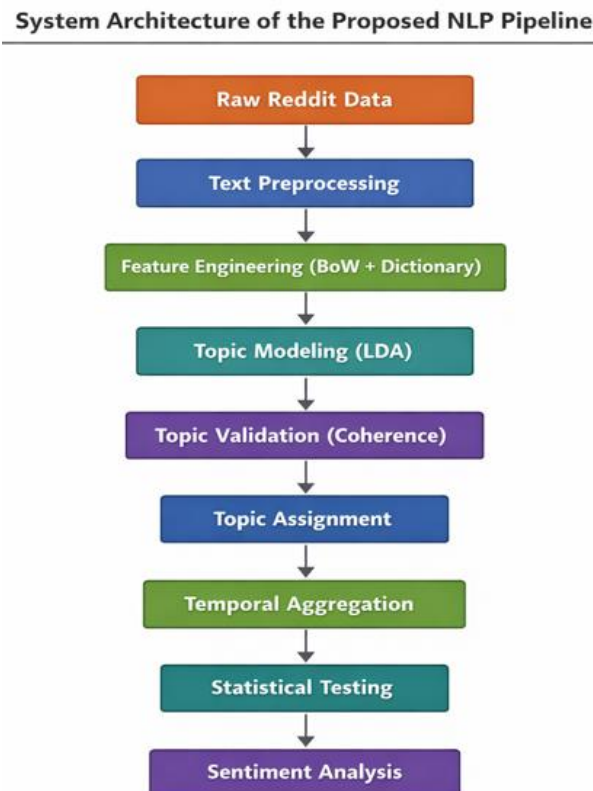 System Architecture of the Proposed NLP Pipeline
Raw Reddit Data
Text Preprocessing
Feature Engineering (BoW + Dictionary)
Topic Modeling (LDA)
Topic Validation (Coherence)
Topic Assignment
Temporal Aggregation
Statistical Testing
Sentiment Analysis